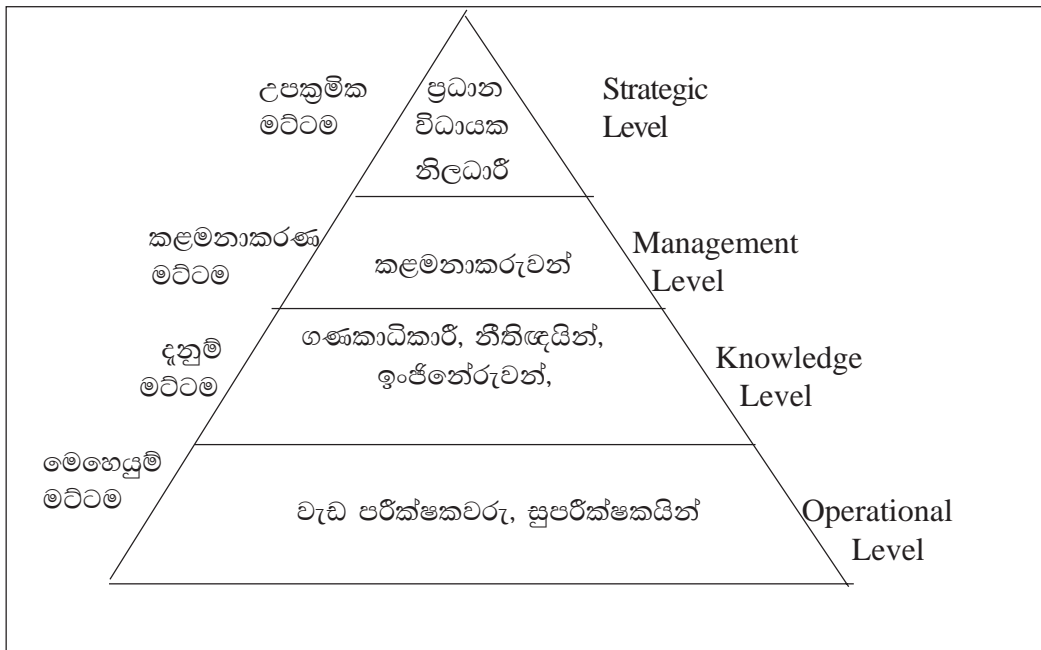 උපක්‍රමික
මට්ටම
ප්‍රධාන
විධායක
නිලධාරී
Strategic
Level
කළමනාකරණ
මට්ටම
කළමනාකරුවන්
Management
Level
දැනුම්
මට්ටම
ගණකාධිකාරී, නීතිඥයින්,
ඉංජිනේරුවන්,
Knowledge
Level
මෙහෙයුම්
මට්ටම
වැඩ පරීක්ෂකවරු, සුපරීක්ෂකයින්
Operational
Level